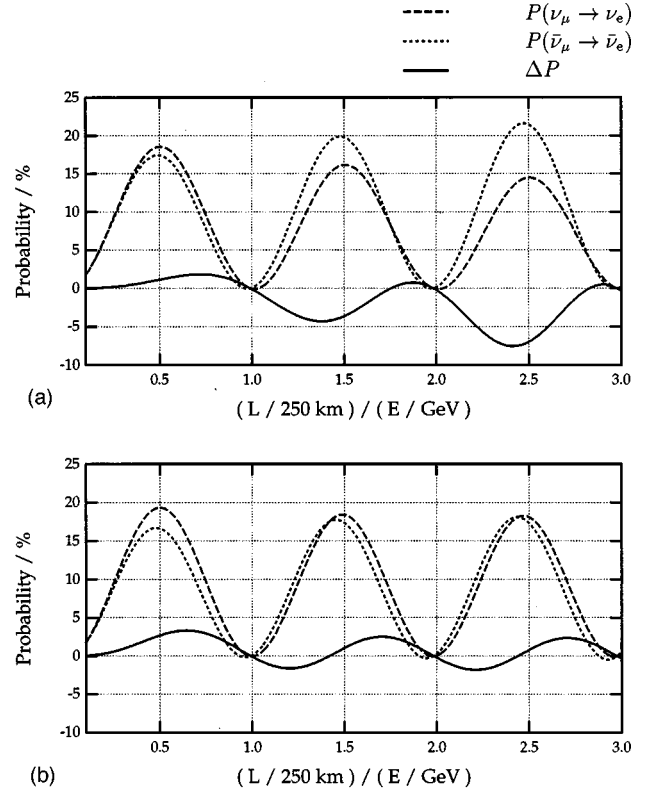 P(ν_μ → ν_e)
P(ν̄_μ → ν̄_e)
ΔP
25
20
15
10
5
0
-5
-10
Probability / %
0.5 1.0 1.5 2.0 2.5 3.0
(a)
( L / 250 km ) / ( E / GeV )
25
20
15
10
5
0
-5
-10
Probability / %
0.5 1.0 1.5 2.0 2.5 3.0
(b)
( L / 250 km ) / ( E / GeV )